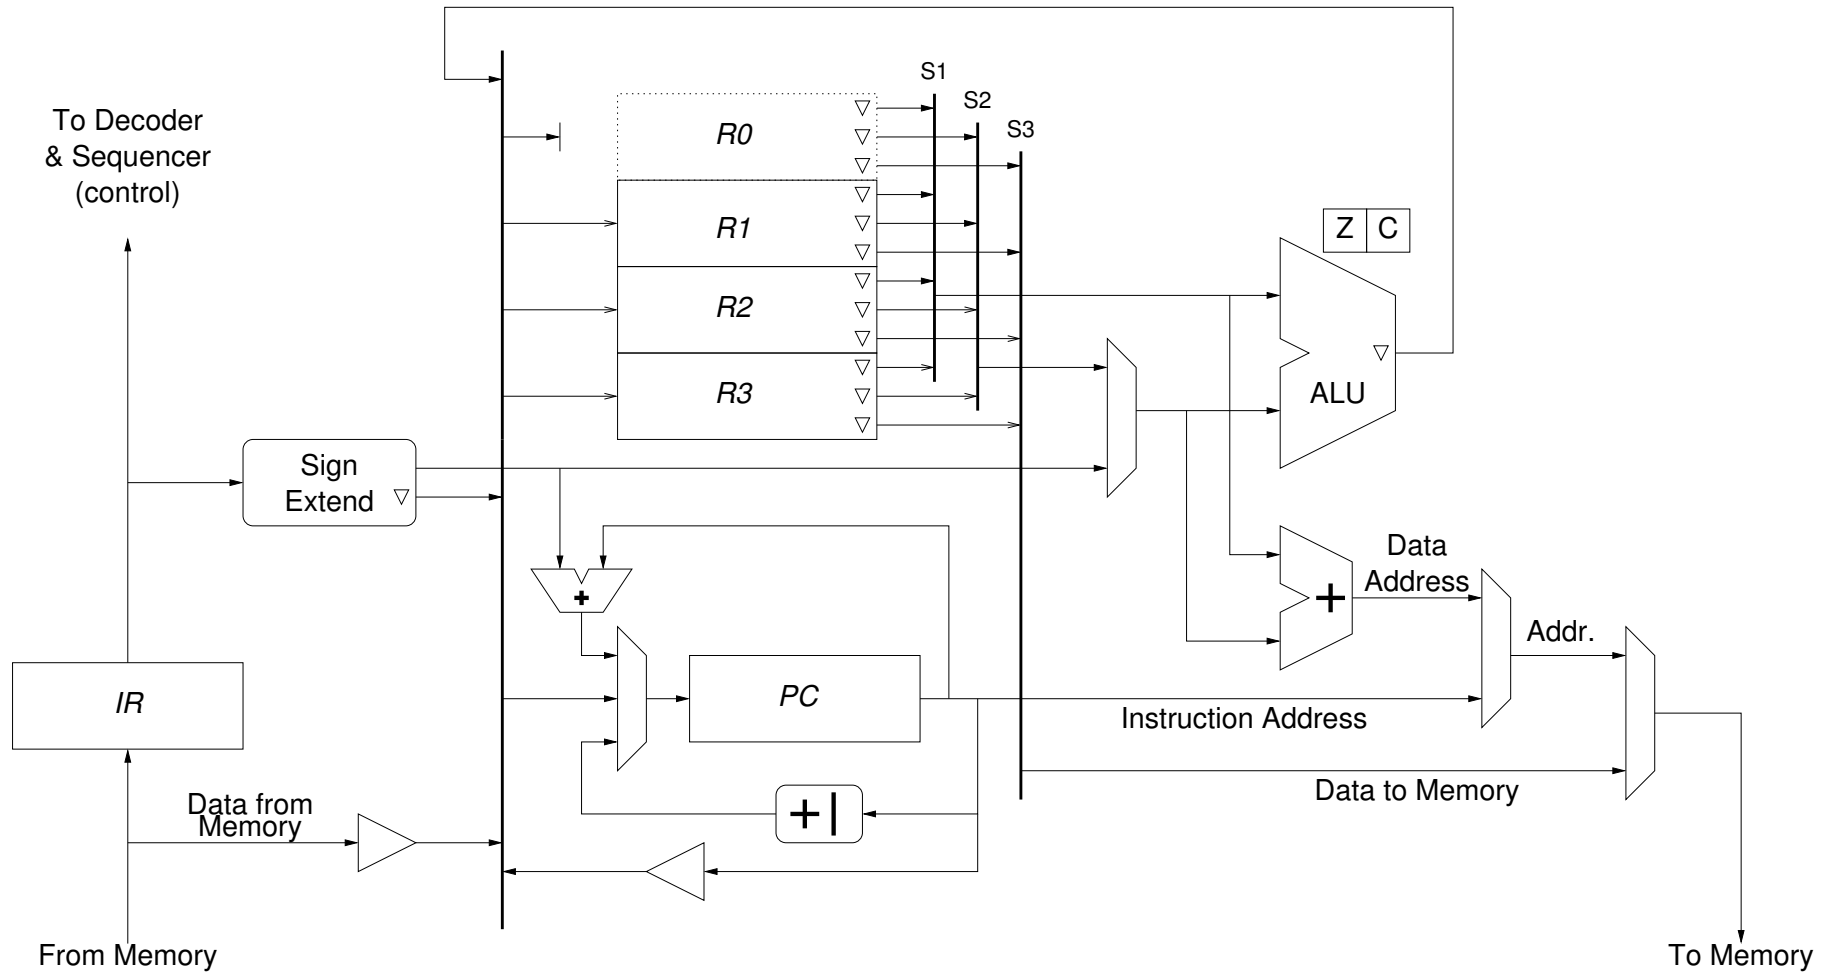 To Decoder
& Sequencer
(control)
S1
S2
S3
R0
R1
R2
R3
Z C
ALU
Sign
Extend
+
Data
Address
+
Addr.
IR
PC
Instruction Address
Data to Memory
Data from
Memory
+|
From Memory
To Memory